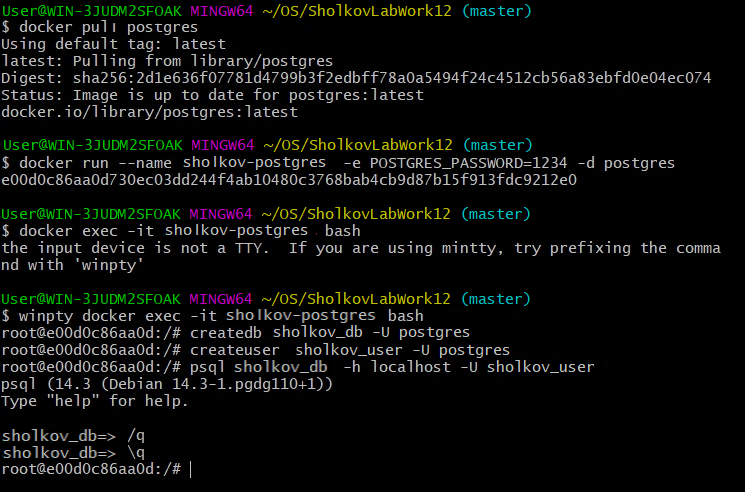 User@WIN-3JUDM2SFOAK MINGW64 ~/OS/SholkovLabWork12 (master)
$ docker pull postgres
Using default tag: latest
latest: Pulling from library/postgres
Digest: sha256:2d1e636f07781d4799b3f2edbff78a0a5494f24c4512cb56a83ebfd0e04ec074
Status: Image is up to date for postgres:latest
docker.io/library/postgres:latest
User@WIN-3JUDM2SFOAK MINGW64 ~/OS/SholkovLabWork12 (master)
$ docker run --name sholkov-postgres -e POSTGRES_PASSWORD=1234 -d postgres
e00d0c86aa0d730ec03dd244f4ab10480c3768bab4cb9d87b15f913fdc9212e0
User@WIN-3JUDM2SFOAK MINGW64 ~/OS/SholkovLabWork12 (master)
$ docker exec -it sholkov-postgres bash
the input device is not a TTY.  If you are using mintty, try prefixing the comma
nd with 'winpty'
User@WIN-3JUDM2SFOAK MINGW64 ~/OS/SholkovLabWork12 (master)
$ winpty docker exec -it sholkov-postgres bash
root@e00d0c86aa0d:/# createdb sholkov_db -U postgres
root@e00d0c86aa0d:/# createuser sholkov_user -U postgres
root@e00d0c86aa0d:/# psql sholkov_db -h localhost -U sholkov_user
psql (14.3 (Debian 14.3-1.pgdg110+1))
Type "help" for help.
sholkov_db=> /q
sholkov_db=> \q
root@e00d0c86aa0d:/#